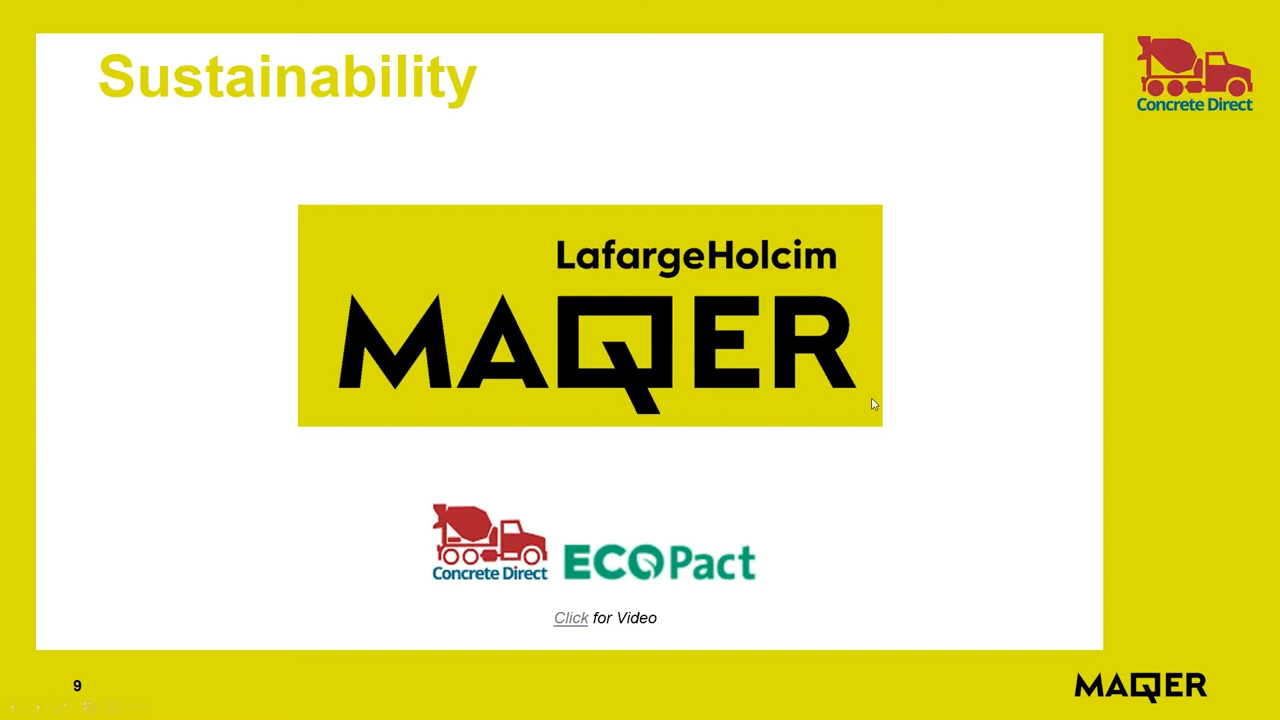 Sustainability
Concrete Direct
LafargeHolcim
MAQER
Concrete Direct
ECOPact
Click for Video
9
MAQER